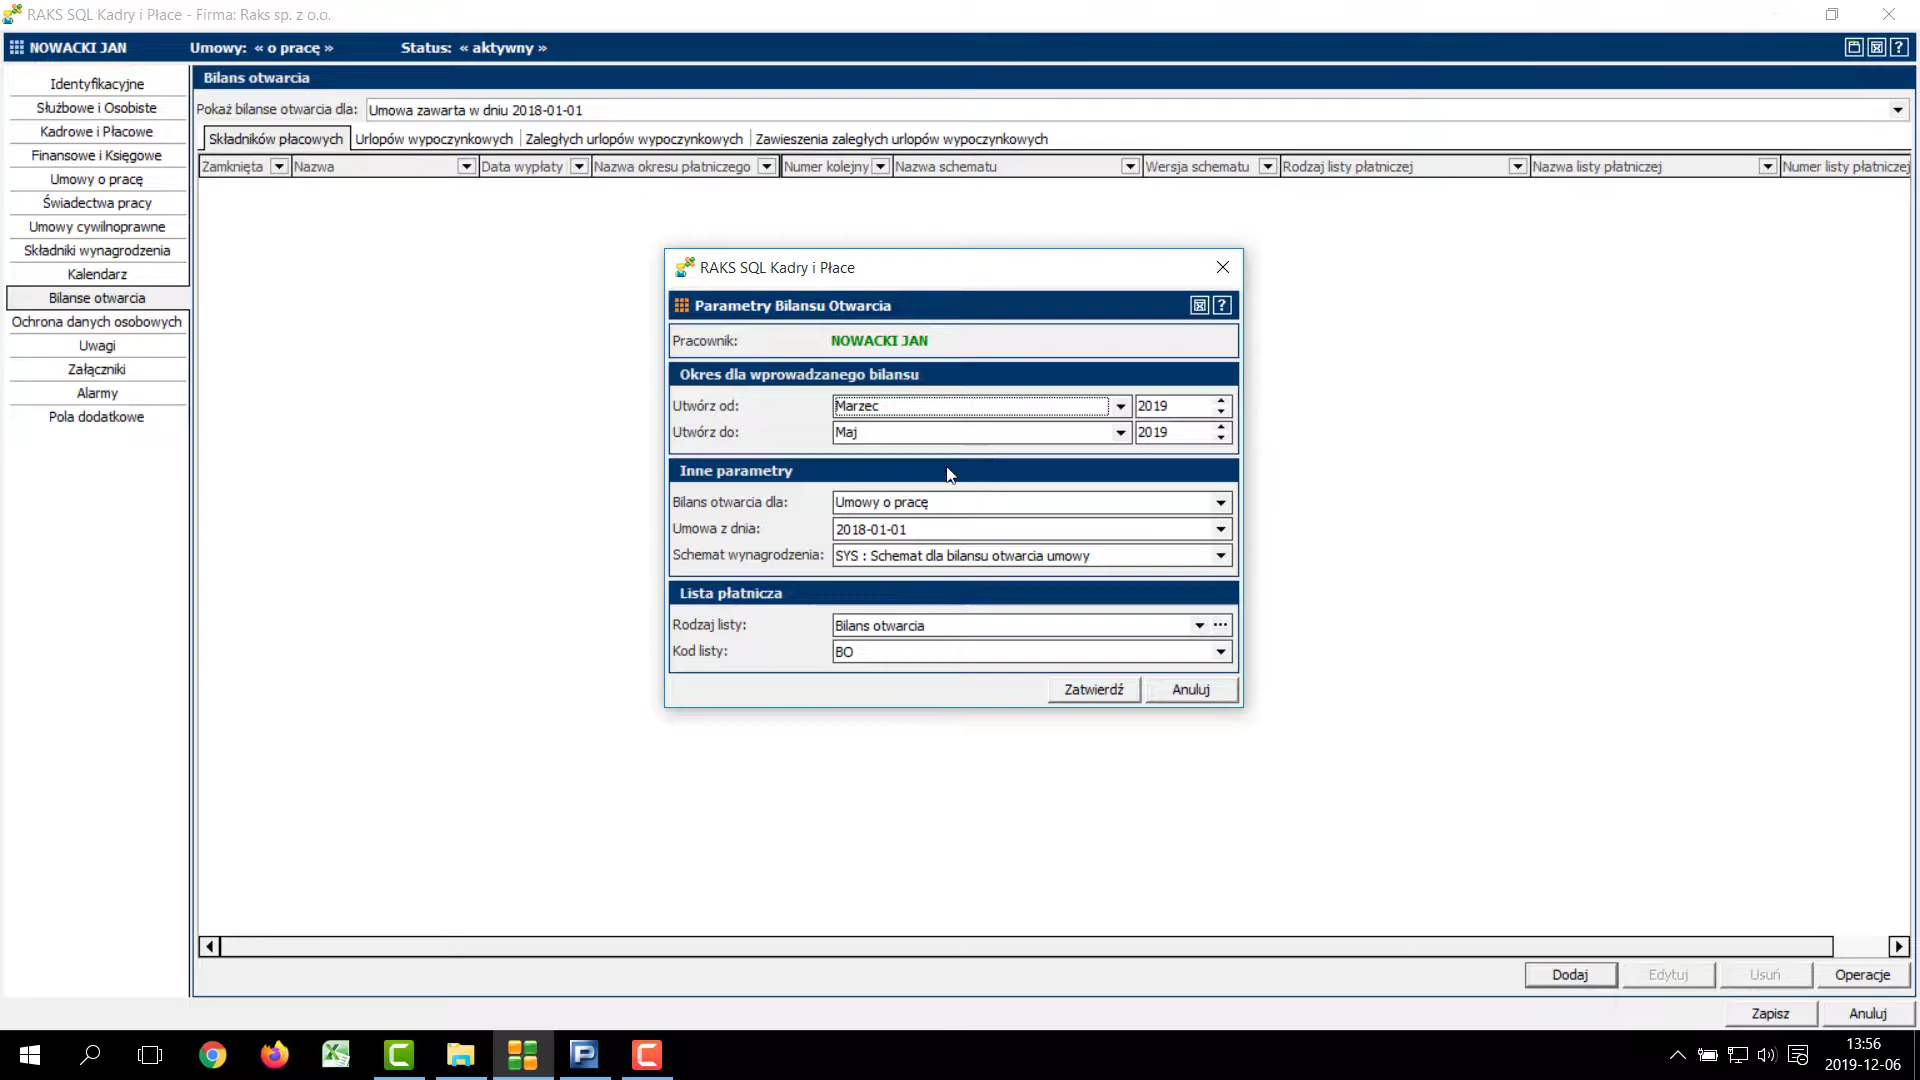 RAKS SQL Kadry i Płace - Firma: Raks sp. z o.o.
NOWACKI JAN Umowy: « o pracę » Status: « aktywny »
Identyfikacyjne
Służbowe i Osobiste
Kadrowe i Płacowe
Finansowe i Księgowe
Umowy o pracę
Świadectwa pracy
Umowy cywilnoprawne
Składniki wynagrodzenia
Kalendarz
Bilanse otwarcia
Ochrona danych osobowych
Uwagi
Załączniki
Alarmy
Pola dodatkowe
Bilans otwarcia
Pokaż bilanse otwarcia dla: Umowa zawarta w dniu 2018-01-01
Składników płacowych Urlopów wypoczynkowych Zaległych urlopów wypoczynkowych Zawieszenia zaległych urlopów wypoczynkowych
Zamknięta Nazwa Data wypłaty Nazwa okresu płatniczego Numer kolejny Nazwa schematu Wersja schematu Rodzaj listy płatniczej Nazwa listy płatniczej Numer listy płatniczej
RAKS SQL Kadry i Płace
Parametry Bilansu Otwarcia ?
Pracownik: NOWACKI JAN
Okres dla wprowadzanego bilansu
Utwórz od: Marzec 2019
Utwórz do: Maj 2019
Inne parametry
Bilans otwarcia dla: Umowy o pracę
Umowa z dnia: 2018-01-01
Schemat wynagrodzenia: SYS : Schemat dla bilansu otwarcia umowy
Lista płatnicza
Rodzaj listy: Bilans otwarcia ...
Kod listy: BO
Zatwierdź Anuluj
Dodaj Edytuj Usuń Operacje
Zapisz Anuluj
13:56
2019-12-06